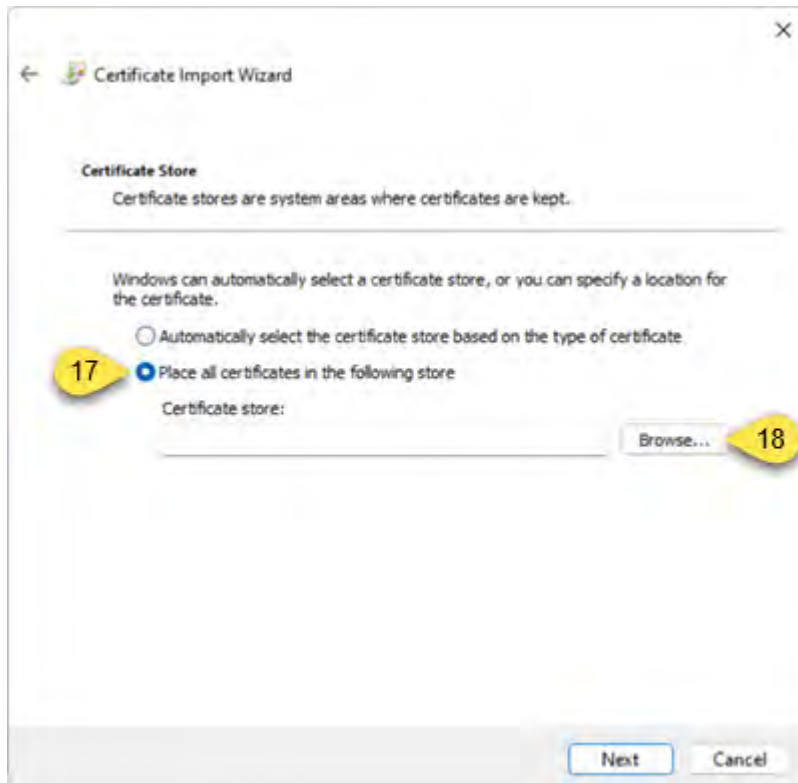 Certificate Import Wizard
Certificate Store
Certificate stores are system areas where certificates are kept.
Windows can automatically select a certificate store, or you can specify a location for
the certificate.
Automatically select the certificate store based on the type of certificate
17 Place all certificates in the following store
Certificate store:
Browse... 18
Next Cancel